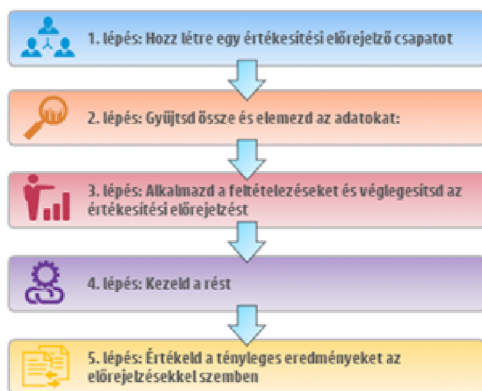 1. lépés: Hozz létre egy értékesítési előrejelző csapatot
2. lépés: Gyűjtsd össze és elemezd az adatokat:
3. lépés: Alkalmazd a feltételezéseket és véglegesítsd az
értékesítési előrejelzést
4. lépés: Kezeld a rést
5. lépés: Értékeld a tényleges eredményeket az
előrejelzésekkel szemben